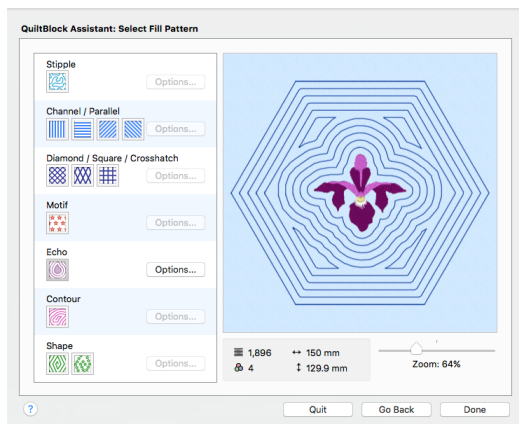 QuiltBlock Assistant: Select Fill Pattern
Stipple
Options...
Channel / Parallel
Options...
Diamond / Square / Crosshatch
Options...
Motif
Options...
Echo
Options...
Contour
Options...
Shape
Options...
1,896 ↔ 150 mm
4 ↕ 129.9 mm
Zoom: 64%
? Quit Go Back Done